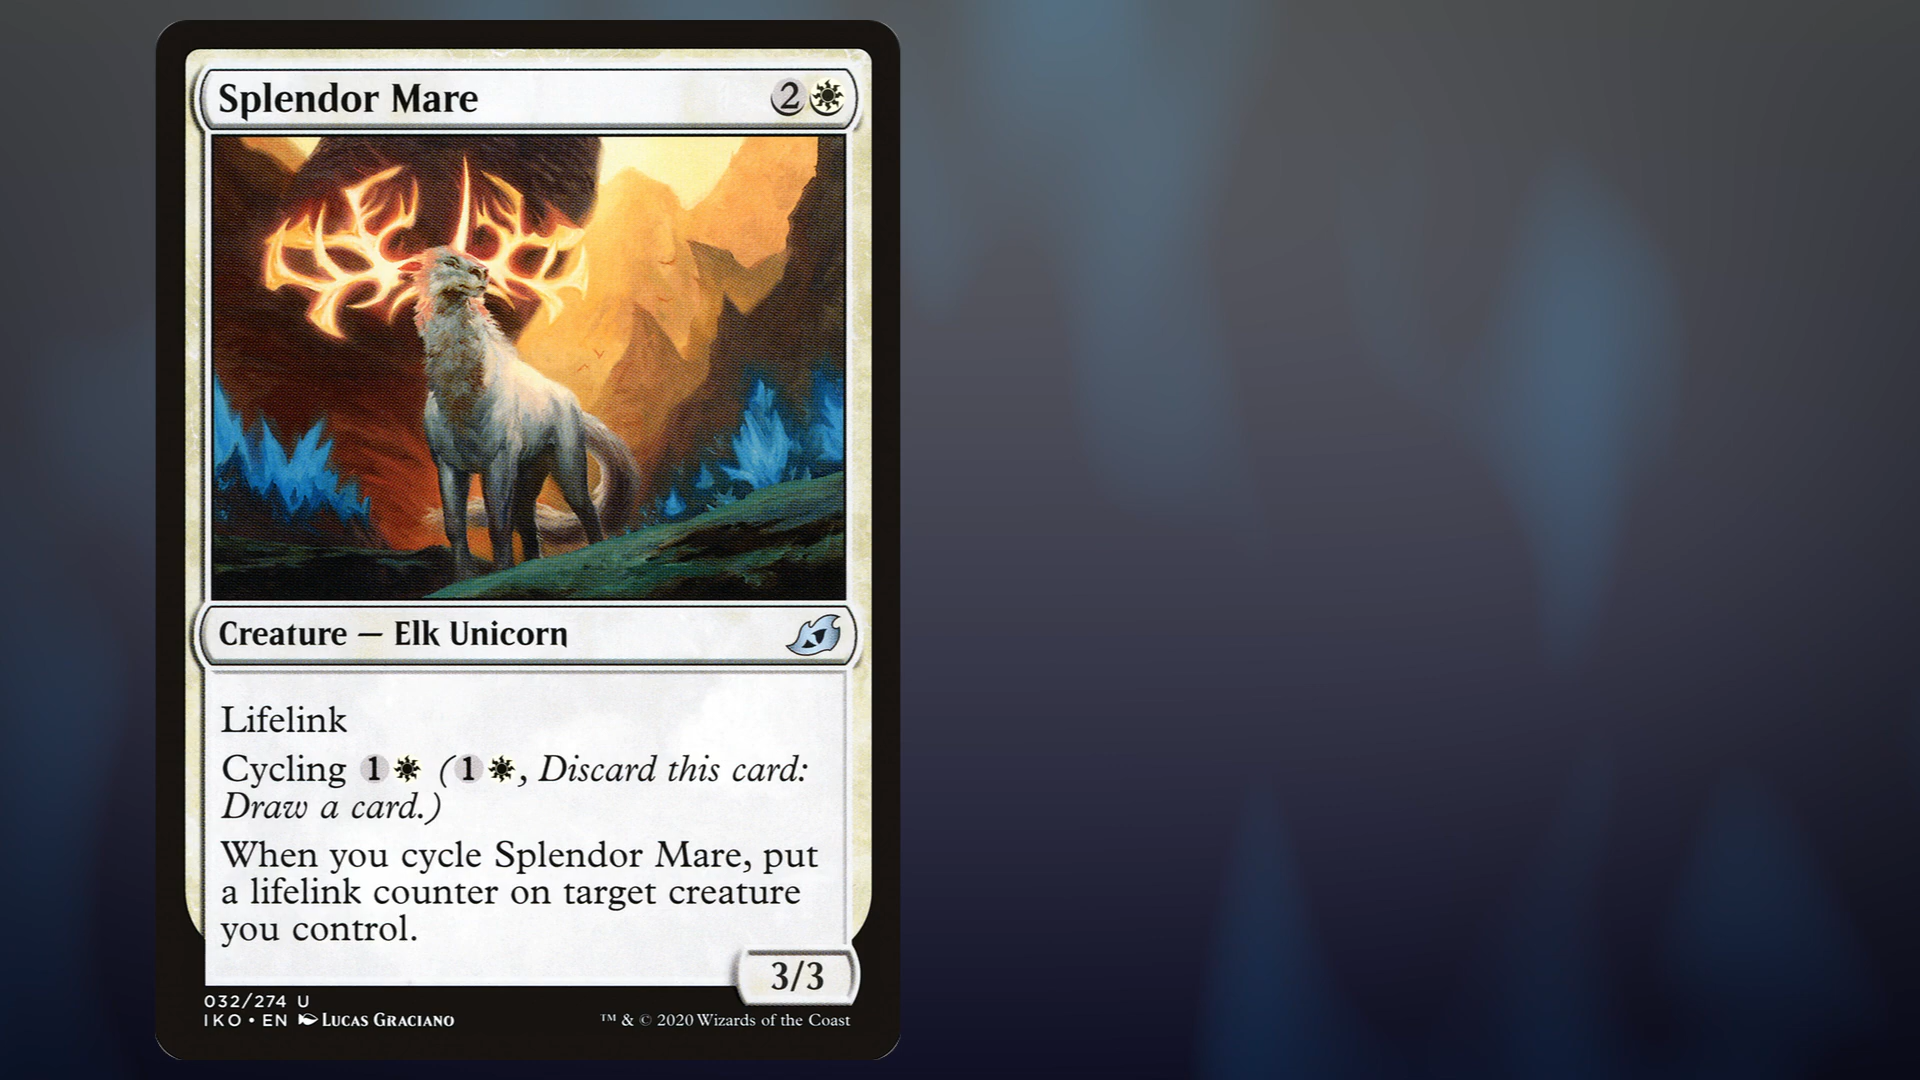 Splendor Mare 2
Creature — Elk Unicorn
Lifelink
Cycling 1 (1, Discard this card:
Draw a card.)
When you cycle Splendor Mare, put
a lifelink counter on target creature
you control.
3/3
032/274 U
IKO • EN Lucas Graciano
™ & © 2020 Wizards of the Coast